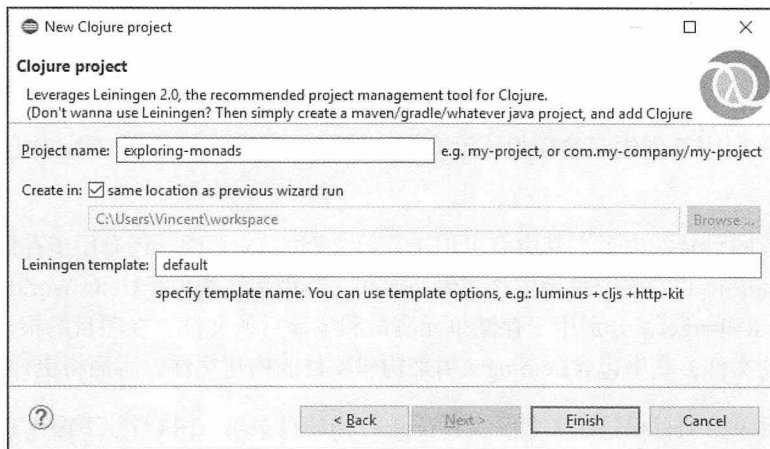 New Clojure project
Clojure project
Leverages Leiningen 2.0, the recommended project management tool for Clojure.
(Don't wanna use Leiningen? Then simply create a maven/gradle/whatever java project, and add Clojure
Project name: exploring-monads e.g. my-project, or com.my-company/my-project
Create in: same location as previous wizard run
C:\Users\Vincent\workspace Browse ...
Leiningen template: default
specify template name. You can use template options, e.g.: luminus +cljs +http-kit
? < Back Next > Finish Cancel